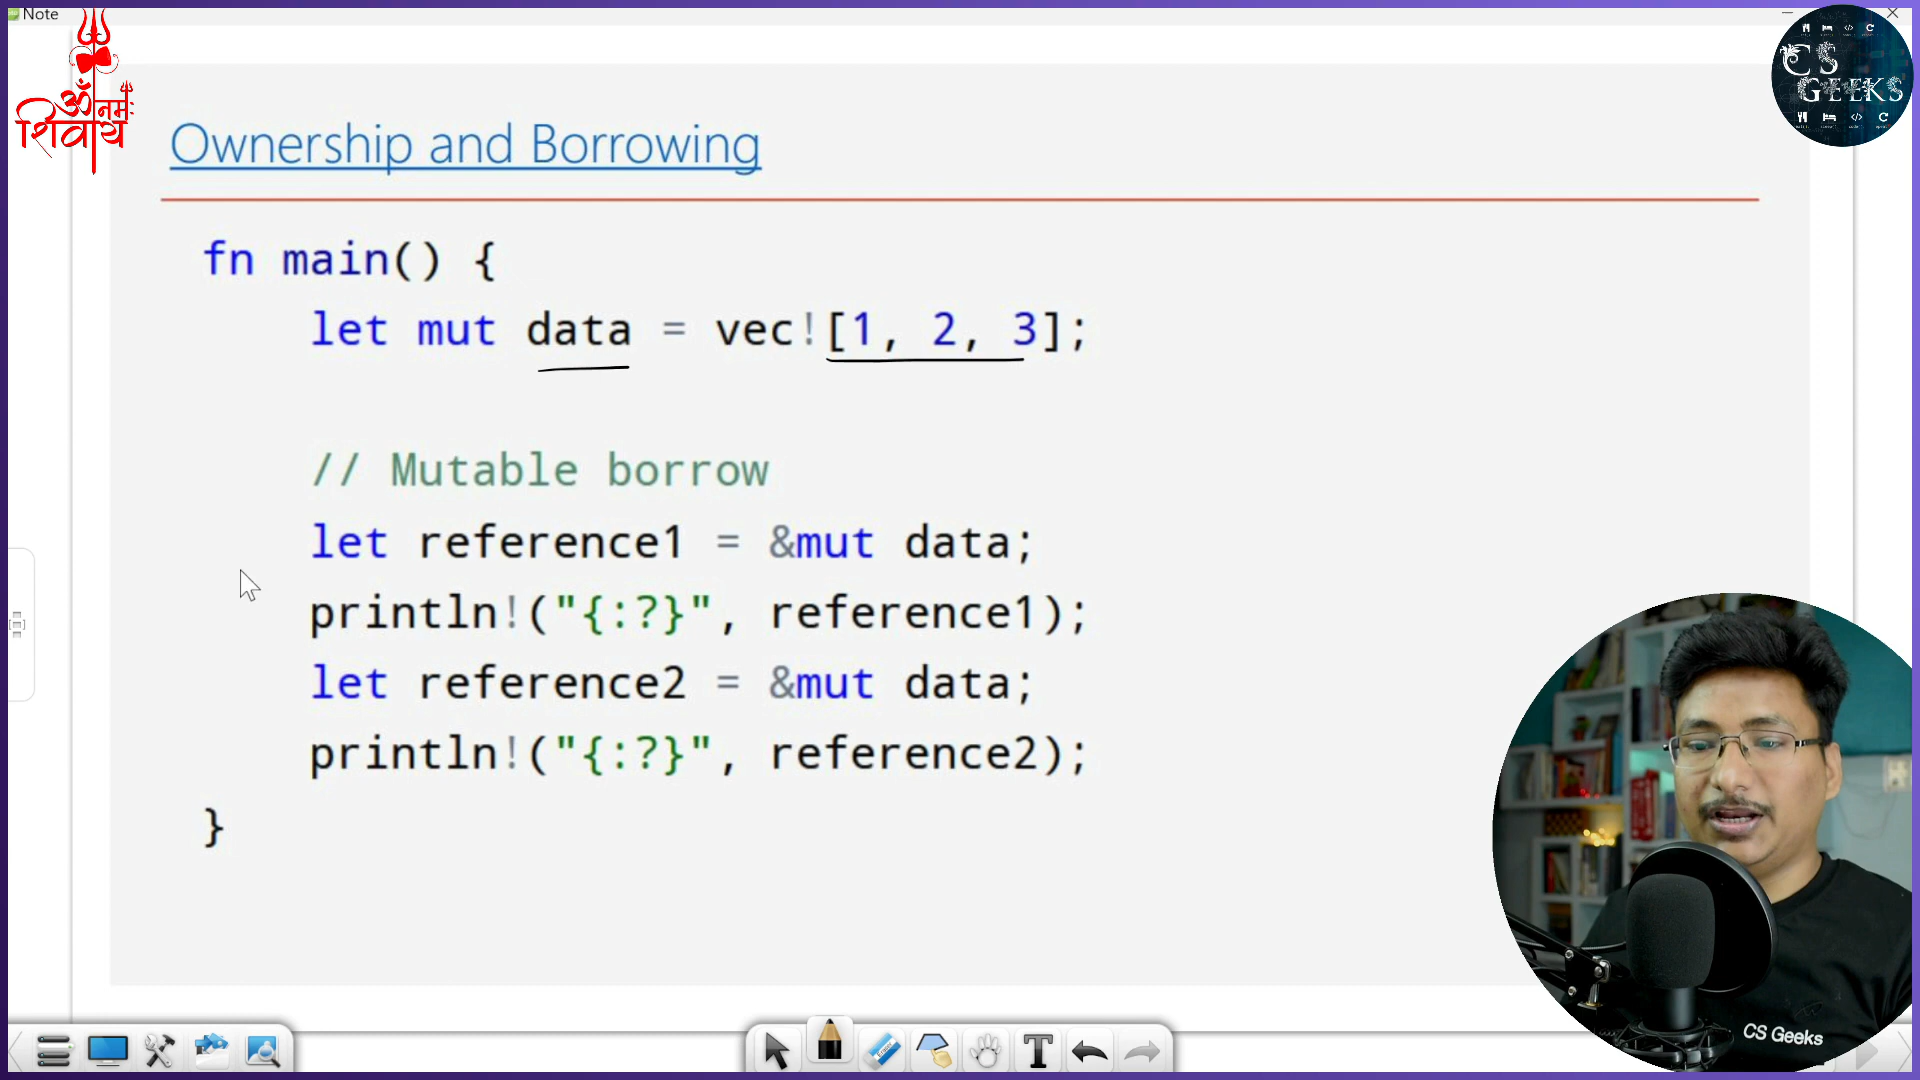 Note
ॐ नमः
शिवाय
CS
GEEKS
Ownership and Borrowing
fn main() {
let mut data = vec![1, 2, 3];
// Mutable borrow
let reference1 = &mut data;
println!("{:?}", reference1);
let reference2 = &mut data;
println!("{:?}", reference2);
}
CS Geeks
T